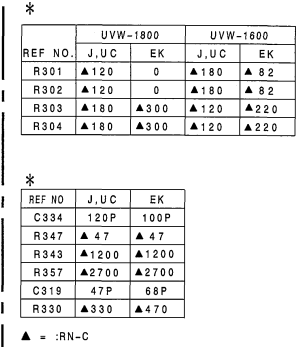 *
UVW-1800 UVW-1600
REF NO. J,UC EK J,UC EK
R301 ▲120 0 ▲180 ▲ 82
R302 ▲120 0 ▲180 ▲ 82
R303 ▲180 ▲300 ▲120 ▲220
R304 ▲180 ▲300 ▲120 ▲220
*
REF NO J,UC EK
C334 120P 100P
R347 ▲ 47 ▲ 47
R343 ▲1200 ▲1200
R357 ▲2700 ▲2700
C319 47P 68P
R330 ▲330 ▲470
▲ = :RN-C